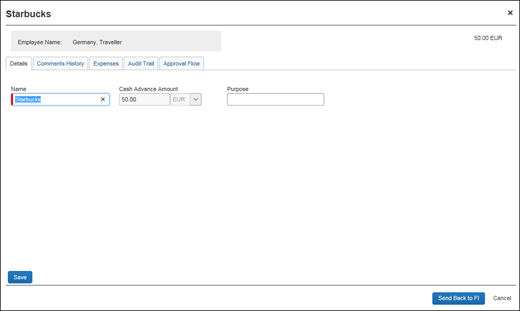 Starbucks ×
50.00 EUR
Employee Name: Germany, Traveller
Details Comments History Expenses Audit Trail Approval Flow
Name Cash Advance Amount Purpose
Starbucks × 50.00 EUR
Save
Send Back to FI Cancel